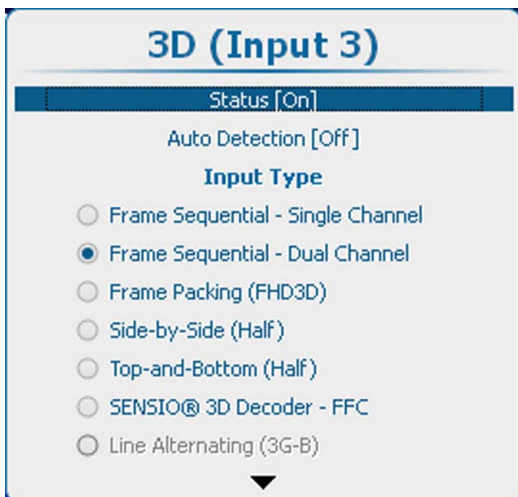 3D (Input 3)
Status [On]
Auto Detection [Off]
Input Type
Frame Sequential - Single Channel
Frame Sequential - Dual Channel
Frame Packing (FHD3D)
Side-by-Side (Half)
Top-and-Bottom (Half)
SENSIO® 3D Decoder - FFC
Line Alternating (3G-B)